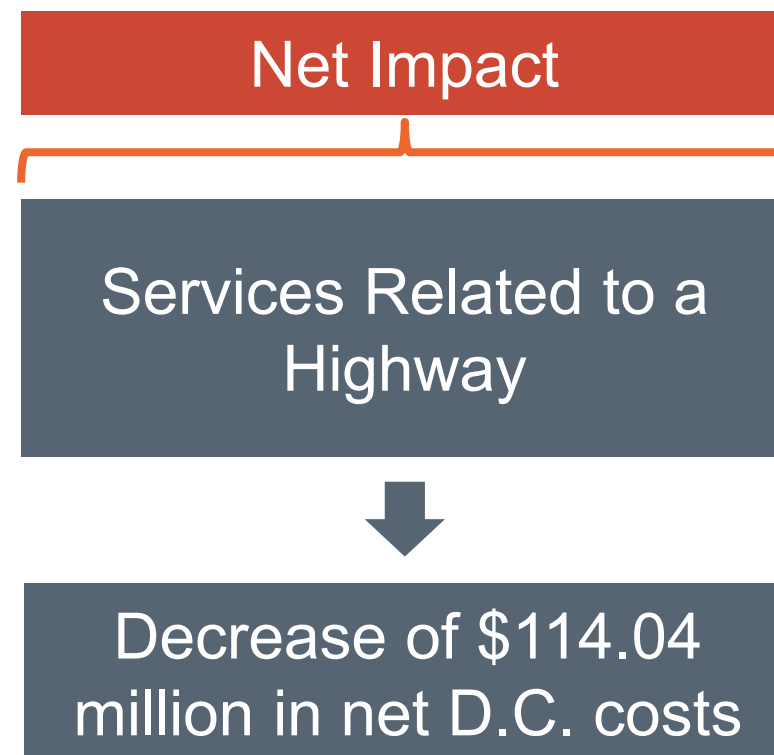 Net Impact
Services Related to a
Highway
Decrease of $114.04
million in net D.C. costs